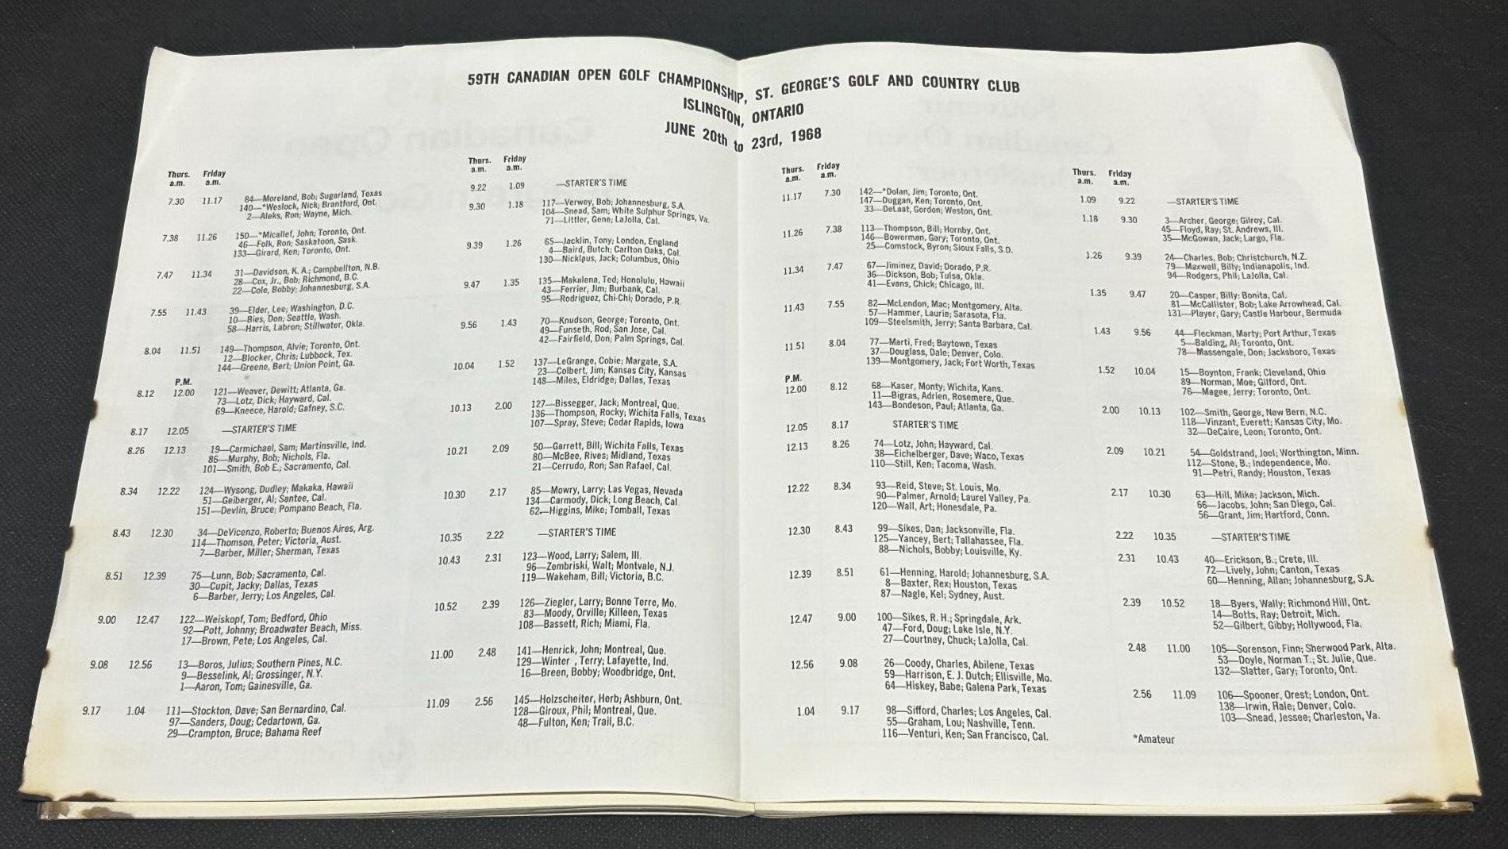 59TH CANADIAN OPEN GOLF CHAMPIONSHIP, ST. GEORGE'S GOLF AND COUNTRY CLUB
ISLINGTON, ONTARIO
JUNE 20th to 23rd, 1968
Thurs. Friday
a.m. a.m.
7.30 11.17 84—Moreland, Bob; Sugarland, Texas
140—*Weslock, Nick; Brantford, Ont.
2—Aleks, Ron; Wayne, Mich.
7.38 11.26 150—*Micallef, John; Toronto, Ont.
46—Folk, Ron; Saskatoon, Sask.
133—Girard, Ken; Toronto, Ont.
7.47 11.34 31—Davidson, K. A.; Campbellton, N.B.
28—Cox, Jr., Bob; Richmond, B.C.
22—Cole, Bobby; Johannesburg, S.A.
7.55 11.43 39—Elder, Lee; Washington, D.C.
10—Bies, Don; Seattle, Wash.
58—Harris, Labron; Stillwater, Okla.
8.04 11.51 149—Thompson, Alvie; Toronto, Ont.
12—Blocker, Chris; Lubbock, Tex.
144—Greene, Bert; Union Point, Ga.
P.M.
8.12 12.00 121—Weaver, Dewitt; Atlanta, Ga.
73—Lotz, Dick; Hayward, Cal.
69—Kneece, Harold; Gafney, S.C.
8.17 12.05 —STARTER'S TIME
8.26 12.13 19—Carmichael, Sam; Martinsville, Ind.
86—Murphy, Bob; Nichols, Fla.
101—Smith, Bob E.; Sacramento, Cal.
8.34 12.22 124—Wysong, Dudley; Makaka, Hawaii
51—Geiberger, Al; Santee, Cal.
151—Devlin, Bruce; Pompano Beach, Fla.
8.43 12.30 34—DeVicenzo, Roberto; Buenos Aires, Arg.
114—Thomson, Peter; Victoria, Aust.
7—Barber, Miller; Sherman, Texas
8.51 12.39 75—Lunn, Bob; Sacramento, Cal.
30—Cupit, Jacky; Dallas, Texas
6—Barber, Jerry; Los Angeles, Cal.
9.00 12.47 122—Weiskopf, Tom; Bedford, Ohio
92—Pott, Johnny; Broadwater Beach, Miss.
17—Brown, Pete; Los Angeles, Cal.
9.08 12.56 13—Boros, Julius; Southern Pines, N.C.
9—Besselink, Al; Grossinger, N.Y.
1—Aaron, Tom; Gainesville, Ga.
9.17 1.04 111—Stockton, Dave; San Bernardino, Cal.
97—Sanders, Doug; Cedartown, Ga.
29—Crampton, Bruce; Bahama Reef
Thurs. Friday
a.m. a.m.
9.22 1.09 —STARTER'S TIME
9.30 1.18 117—Verwoy, Bob; Johannesburg, S.A.
104—Snead, Sam; White Sulphur Springs, Va.
71—Littler, Gene; LaJolla, Cal.
9.39 1.26 65—Jacklin, Tony; London, England
4—Baird, Butch; Carlton Oaks, Cal.
130—Nicklaus, Jack; Columbus, Ohio
9.47 1.35 135—Makalena, Ted; Honolulu, Hawaii
43—Ferrier, Jim; Burbank, Cal.
95—Rodriguez, Chi-Chi; Dorado, P.R.
9.56 1.43 70—Knudson, George; Toronto, Ont.
49—Funseth, Rod; San Jose, Cal.
42—Fairfield, Don; Palm Springs, Cal.
10.04 1.52 137—LeGrange, Cobie; Margate, S.A.
23—Colbert, Jim; Kansas City, Kansas
148—Miles, Eldridge; Dallas, Texas
10.13 2.00 127—Bissegger, Jack; Montreal, Que.
136—Thompson, Rocky; Wichita Falls, Texas
107—Spray, Steve; Cedar Rapids, Iowa
10.21 2.09 50—Garrett, Bill; Wichita Falls, Texas
80—McBee, Rives; Midland, Texas
21—Cerrudo, Ron; San Rafael, Cal.
10.30 2.17 85—Mowry, Larry; Las Vegas, Nevada
134—Carmody, Dick; Long Beach, Cal
62—Higgins, Mike; Tomball, Texas
10.35 2.22 —STARTER'S TIME
10.43 2.31 123—Wood, Larry; Salem, Ill.
96—Zembriski, Walt; Montvale, N.J.
119—Wakeham, Bill; Victoria, B.C.
10.52 2.39 126—Ziegler, Larry; Bonne Terre, Mo.
83—Moody, Orville; Killeen, Texas
108—Bassett, Rich; Miami, Fla.
11.00 2.48 141—Henrick, John; Montreal, Que.
129—Winter , Terry; Lafayette, Ind.
16—Breen, Bobby; Woodbridge, Ont.
11.09 2.56 145—Holzscheiter, Herb; Ashburn, Ont.
128—Giroux, Phil; Montreal, Que.
48—Fulton, Ken; Trail, B.C.
Thurs. Friday
a.m. a.m.
11.17 7.30 142—*Dolan, Jim; Toronto, Ont.
147—Duggan, Ken; Toronto, Ont.
33—DeLaat, Gordon; Weston, Ont.
11.26 7.38 113—Thompson, Bill; Hornby, Ont.
146—Bowerman, Gary; Toronto, Ont.
25—Comstock, Byron; Sioux Falls, S.D.
11.34 7.47 67—Jiminez, David; Dorado, P.R.
36—Dickson, Bob; Tulsa, Okla.
41—Evans, Chick; Chicago, Ill.
11.43 7.55 82—McLendon, Mac; Montgomery, Alta.
57—Hammer, Laurie; Sarasota, Fla.
109—Steelsmith, Jerry; Santa Barbara, Cal.
11.51 8.04 77—Marti, Fred; Baytown, Texas
37—Douglass, Dale; Denver, Colo.
139—Montgomery, Jack; Fort Worth, Texas
P.M.
12.00 8.12 68—Kaser, Monty; Wichita, Kans.
11—Bigras, Adrien, Rosemere, Que.
143—Bondeson, Paul; Atlanta, Ga.
12.05 8.17 STARTER'S TIME
12.13 8.26 74—Lotz, John; Hayward, Cal.
38—Eichelberger, Dave; Waco, Texas
110—Still, Ken; Tacoma, Wash.
12.22 8.34 93—Reid, Steve; St. Louis, Mo.
90—Palmer, Arnold; Laurel Valley, Pa.
120—Wall, Art; Honesdale, Pa.
12.30 8.43 99—Sikes, Dan; Jacksonville, Fla.
125—Yancey, Bert; Tallahassee, Fla.
88—Nichols, Bobby; Louisville, Ky.
12.39 8.51 61—Henning, Harold; Johannesburg, S.A.
8—Baxter, Rex; Houston, Texas
87—Nagle, Kel; Sydney, Aust.
12.47 9.00 100—Sikes, R. H.; Springdale, Ark.
47—Ford, Doug; Lake Isle, N.Y.
27—Courtney, Chuck; LaJolla, Cal.
12.56 9.08 26—Coody, Charles, Abilene, Texas
59—Harrison, E. J. Dutch; Ellisville, Mo.
64—Hiskey, Babe; Galena Park, Texas
1.04 9.17 98—Sifford, Charles; Los Angeles, Cal.
55—Graham, Lou; Nashville, Tenn.
116—Venturi, Ken; San Francisco, Cal.
Thurs. Friday
a.m. a.m.
1.09 9.22 —STARTER'S TIME
1.18 9.30 3—Archer, George; Gilroy, Cal.
45—Floyd, Ray; St. Andrews, Ill.
35—McGowan, Jack; Largo, Fla.
1.26 9.39 24—Charles, Bob; Christchurch, N.Z.
79—Maxwell, Billy; Indianapolis, Ind.
94—Rodgers, Phil; LaJolla, Cal.
1.35 9.47 20—Casper, Billy; Bonita, Cal.
81—McCallister, Bob; Lake Arrowhead, Cal.
131—Player, Gary; Castle Harbour, Bermuda
1.43 9.56 44—Fleckman, Marty; Port Arthur, Texas
5—Balding, Al; Toronto, Ont.
78—Massengale, Don; Jacksboro, Texas
1.52 10.04 15—Boynton, Frank; Cleveland, Ohio
89—Norman, Moe; Gilford, Ont.
76—Magee, Jerry; Toronto, Ont.
2.00 10.13 102—Smith, George, New Bern, N.C.
118—Vinzant, Everett; Kansas City, Mo.
32—DeCaire, Leon; Toronto, Ont.
2.09 10.21 54—Goldstrand, Joel; Worthington, Minn.
112—Stone, B.; Independence, Mo.
91—Petri, Randy; Houston, Texas
2.17 10.30 63—Hill, Mike; Jackson, Mich.
66—Jacobs, John; San Diego, Cal.
56—Grant, Jim; Hartford, Conn.
2.22 10.35 —STARTER'S TIME
2.31 10.43 40—Erickson, B.; Crete, Ill.
72—Lively, John; Canton, Texas
60—Henning, Allan; Johannesburg, S.A.
2.39 10.52 18—Byers, Wally; Richmond Hill, Ont.
14—Botts, Ray; Detroit, Mich.
52—Gilbert, Gibby; Hollywood, Fla.
2.48 11.00 105—Sorenson, Finn; Sherwood Park, Alta.
53—Doyle, Norman T.; St. Julie, Que.
132—Slatter, Gary; Toronto, Ont.
2.56 11.09 106—Spooner, Orest; London, Ont.
138—Irwin, Hale; Denver, Colo.
103—Snead, Jessee; Charleston, Va.
*Amateur